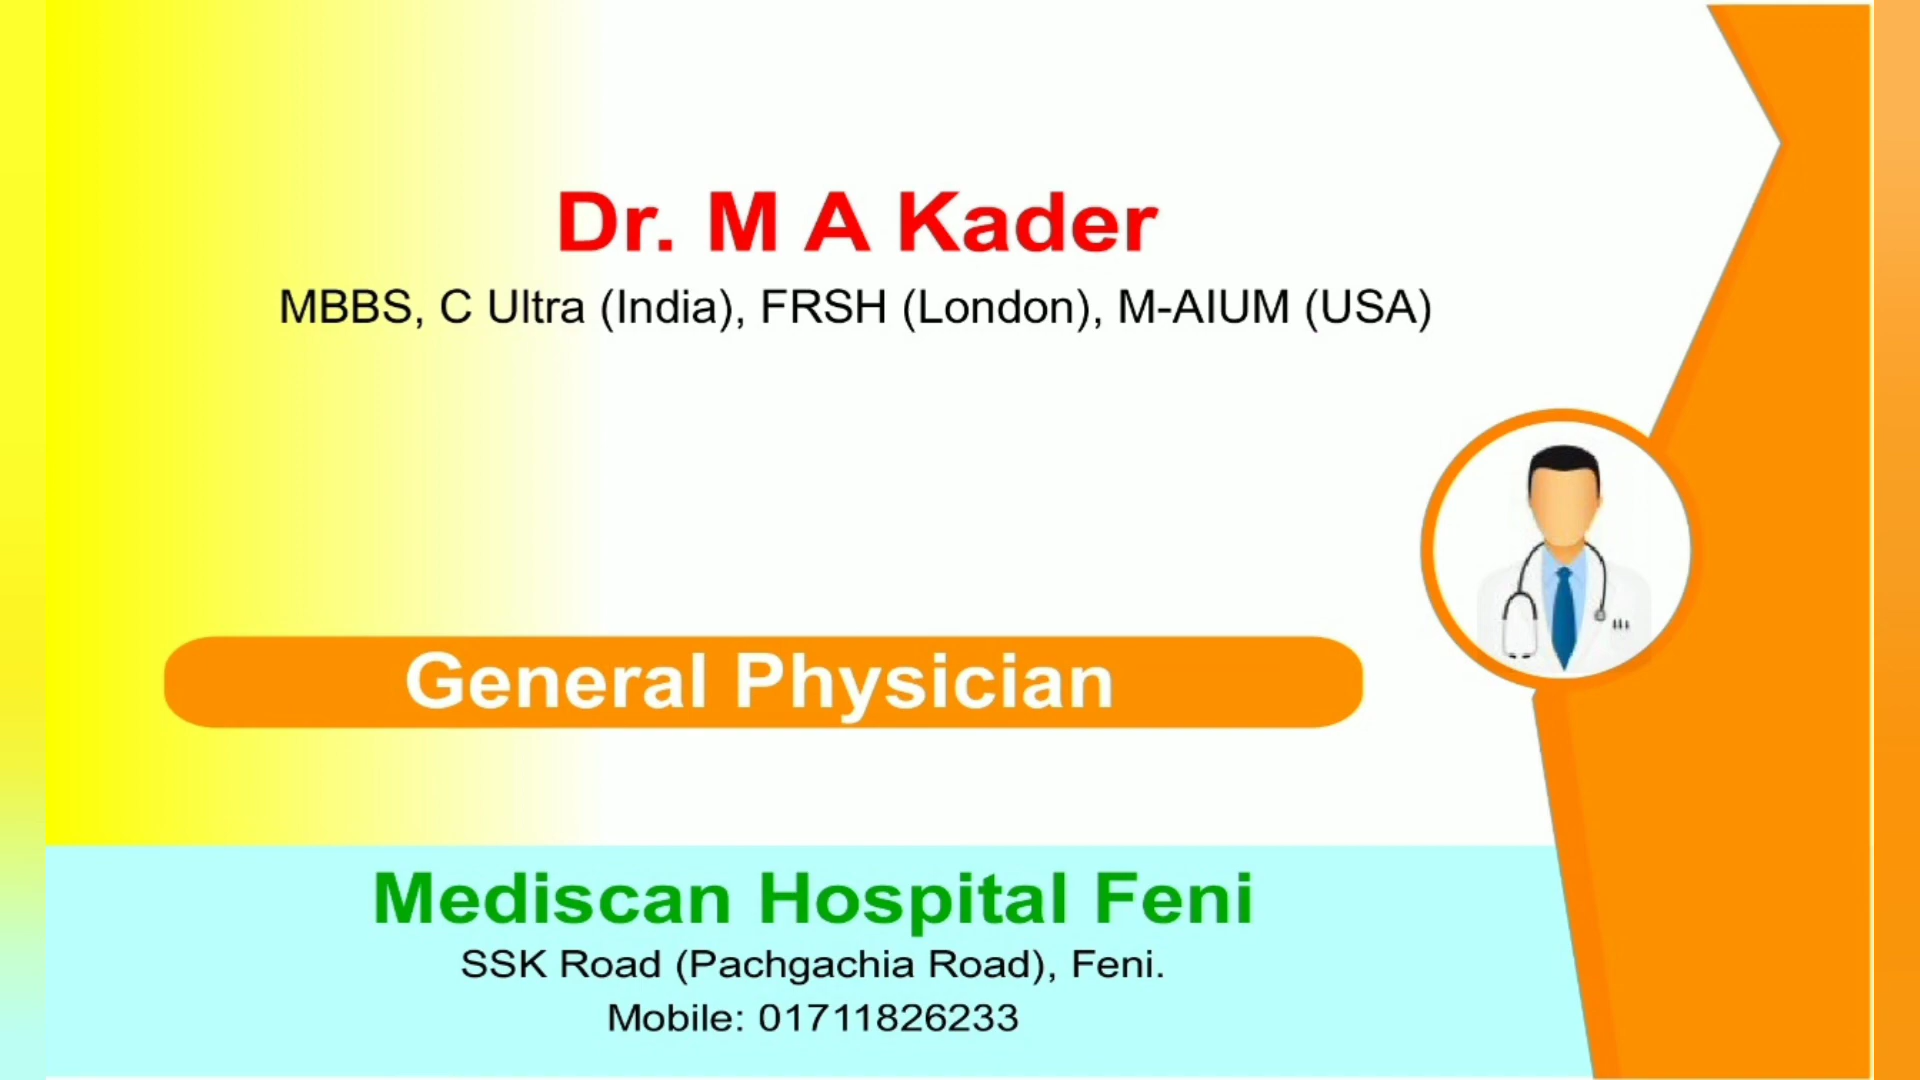 Dr. M A Kader
MBBS, C Ultra (India), FRSH (London), M-AIUM (USA)
General Physician
Mediscan Hospital Feni
SSK Road (Pachgachia Road), Feni.
Mobile: 01711826233